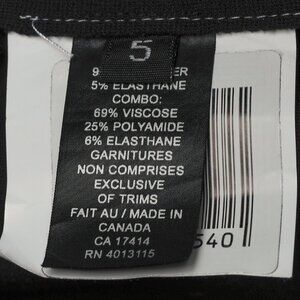 5
5% ELASTHANE
COMBO:
69% VISCOSE
25% POLYAMIDE
6% ELASTHANE
GARNITURES
NON COMPRISES
EXCLUSIVE
OF TRIMS
FAIT AU / MADE IN
CANADA
CA 17414
RN 4013115
540